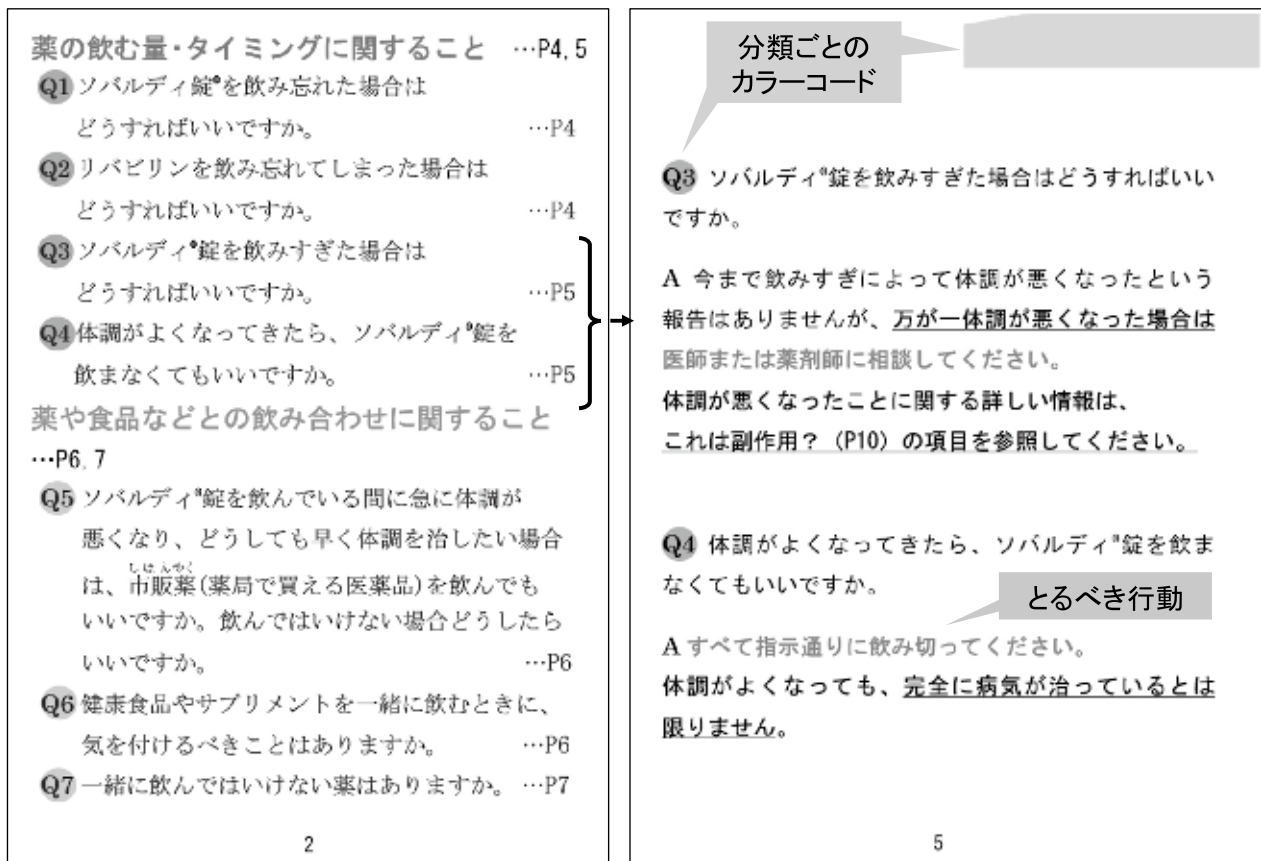 薬の飲む量・タイミングに関すること …P4,5
Q1 ソバルディ錠®を飲み忘れた場合は
どうすればいいですか。 …P4
Q2 リバビリンを飲み忘れてしまった場合は
どうすればいいですか。 …P4
Q3 ソバルディ®錠を飲みすぎた場合は
どうすればいいですか。 …P5
Q4 体調がよくなってきたら、ソバルディ®錠を
飲まなくてもいいですか。 …P5
薬や食品などとの飲み合わせに関すること
…P6,7
Q5 ソバルディ®錠を飲んでいる間に急に体調が
悪くなり、どうしても早く体調を治したい場合
しはんやく
は、市販薬(薬局で買える医薬品)を飲んでも
いいですか。飲んではいけない場合どうしたら
いいですか。 …P6
Q6 健康食品やサプリメントを一緒に飲むときに、
気を付けるべきことはありますか。 …P6
Q7 一緒に飲んではいけない薬はありますか。 …P7
2
分類ごとの
カラーコード
Q3 ソバルディ®錠を飲みすぎた場合はどうすればいい
ですか。
A 今まで飲みすぎによって体調が悪くなったという
報告はありませんが、万が一体調が悪くなった場合は
医師または薬剤師に相談してください。
体調が悪くなったことに関する詳しい情報は、
これは副作用？（P10）の項目を参照してください。
Q4 体調がよくなってきたら、ソバルディ®錠を飲ま
なくてもいいですか。
とるべき行動
A すべて指示通りに飲み切ってください。
体調がよくなっても、完全に病気が治っているとは
限りません。
5